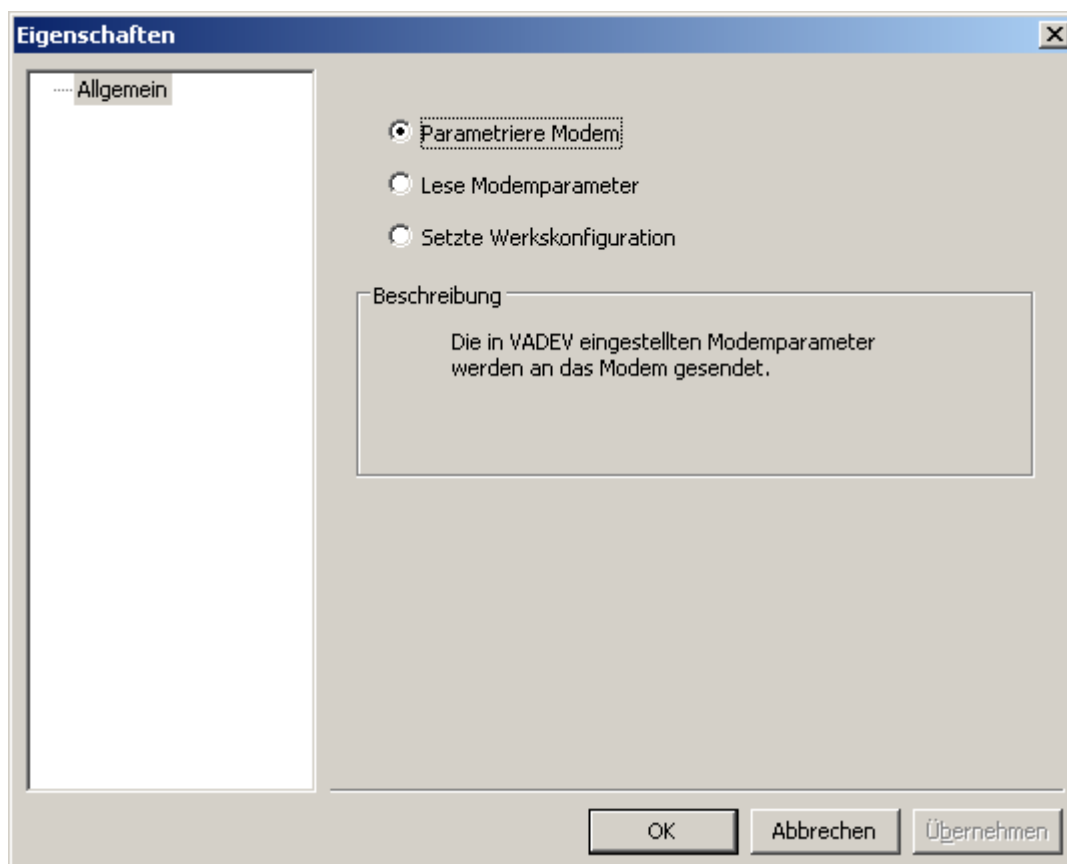 Eigenschaften
Allgemein
Parametriere Modem
Lese Modemparameter
Setzte Werkskonfiguration
Beschreibung
Die in VADEV eingestellten Modemparameter
werden an das Modem gesendet.
OK
Abbrechen
Übernehmen